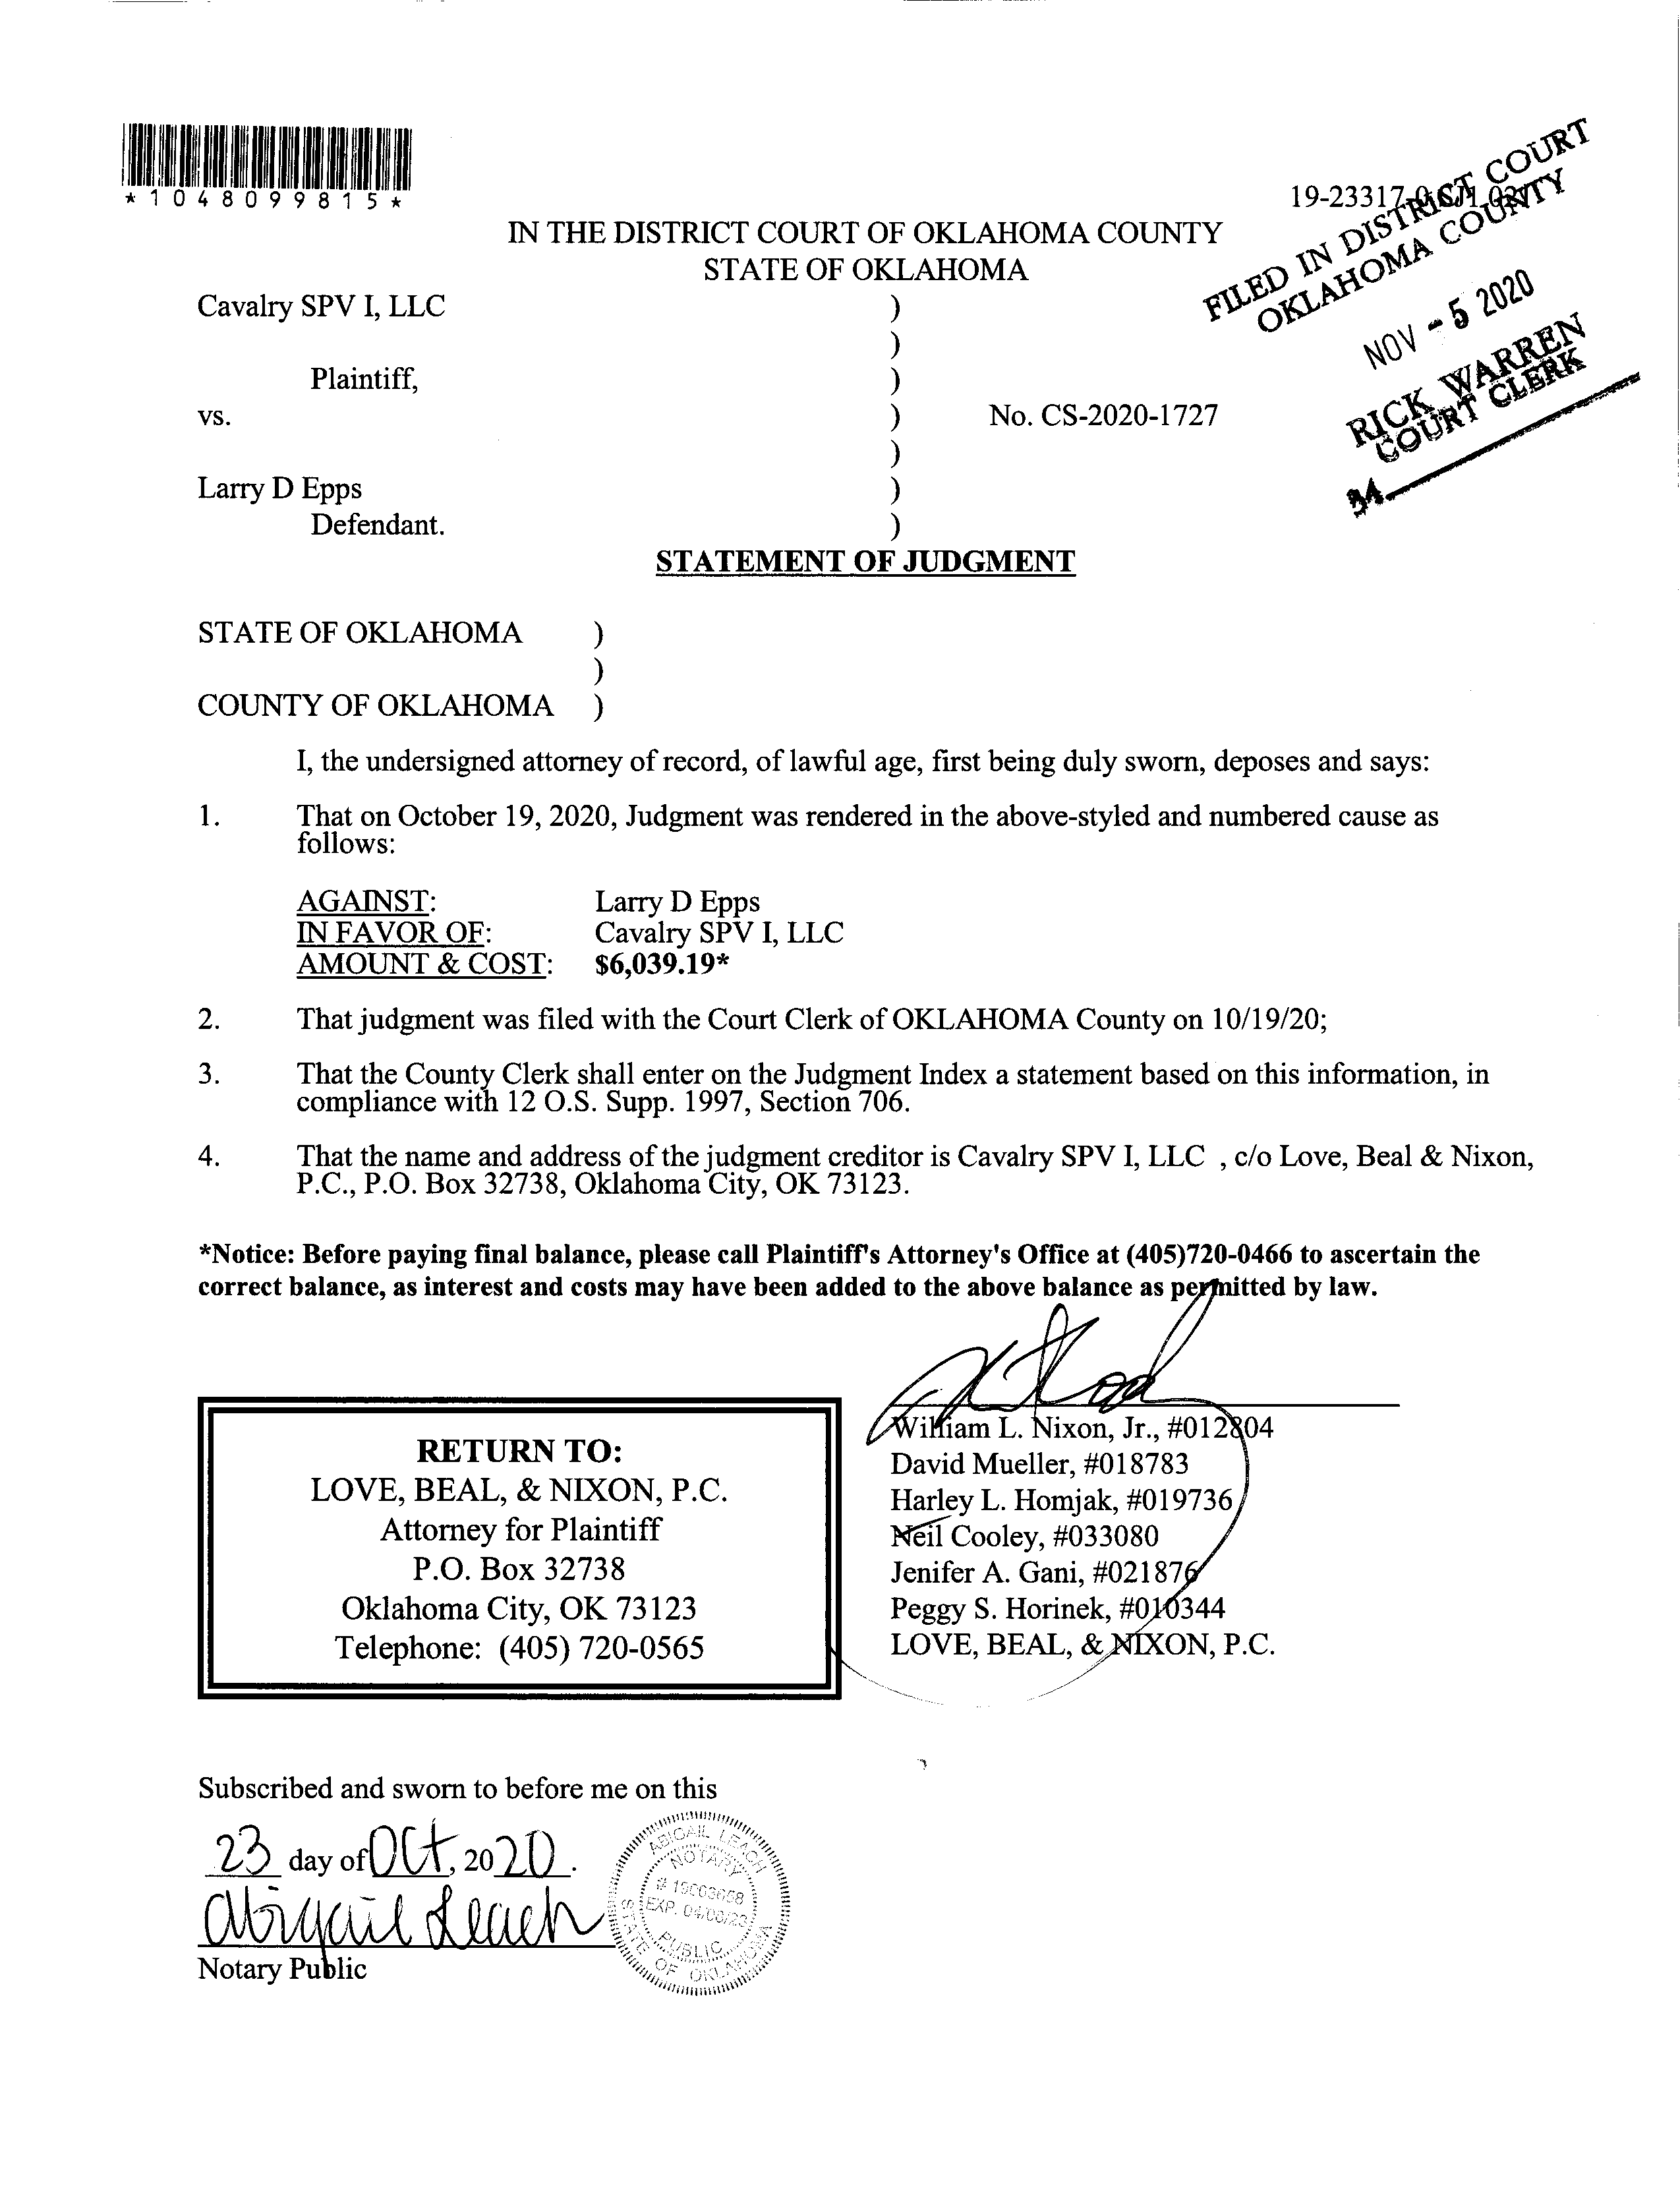 *1048099815*
19-23317-0
FILED IN DISTRICT COURT
OKLAHOMA COUNTY
NOV - 5 2020
RICK WARREN
COURT CLERK
34
IN THE DISTRICT COURT OF OKLAHOMA COUNTY
STATE OF OKLAHOMA
Cavalry SPV I, LLC )
)
Plaintiff, )
vs. ) No. CS-2020-1727
)
Larry D Epps )
Defendant. )
STATEMENT OF JUDGMENT
STATE OF OKLAHOMA )
)
COUNTY OF OKLAHOMA )
I, the undersigned attorney of record, of lawful age, first being duly sworn, deposes and says:
1. That on October 19, 2020, Judgment was rendered in the above-styled and numbered cause as
follows:
AGAINST: Larry D Epps
IN FAVOR OF: Cavalry SPV I, LLC
AMOUNT & COST: $6,039.19*
2. That judgment was filed with the Court Clerk of OKLAHOMA County on 10/19/20;
3. That the County Clerk shall enter on the Judgment Index a statement based on this information, in
compliance with 12 O.S. Supp. 1997, Section 706.
4. That the name and address of the judgment creditor is Cavalry SPV I, LLC , c/o Love, Beal & Nixon,
P.C., P.O. Box 32738, Oklahoma City, OK 73123.
*Notice: Before paying final balance, please call Plaintiff's Attorney's Office at (405)720-0466 to ascertain the
correct balance, as interest and costs may have been added to the above balance as permitted by law.
William L. Nixon, Jr., #012804
David Mueller, #018783
Harley L. Homjak, #019736
Neil Cooley, #033080
Jenifer A. Gani, #021876
Peggy S. Horinek, #010344
LOVE, BEAL, & NIXON, P.C.
RETURN TO:
LOVE, BEAL, & NIXON, P.C.
Attorney for Plaintiff
P.O. Box 32738
Oklahoma City, OK 73123
Telephone: (405) 720-0565
Subscribed and sworn to before me on this
23 day of Oct, 2020.
Abigail Leach
Notary Public
ABIGAIL LEACH
NOTARY
PUBLIC
STATE OF OKLAHOMA